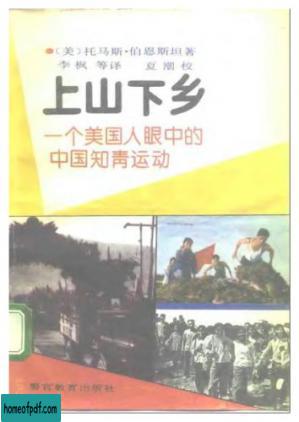 （美）托马斯·伯恩斯坦著
李枫 等译 夏潮 校
上山下乡
一个美国人眼中的
中国知青运动
警官教育出版社
homeofpdf.com
homeofpdf.com